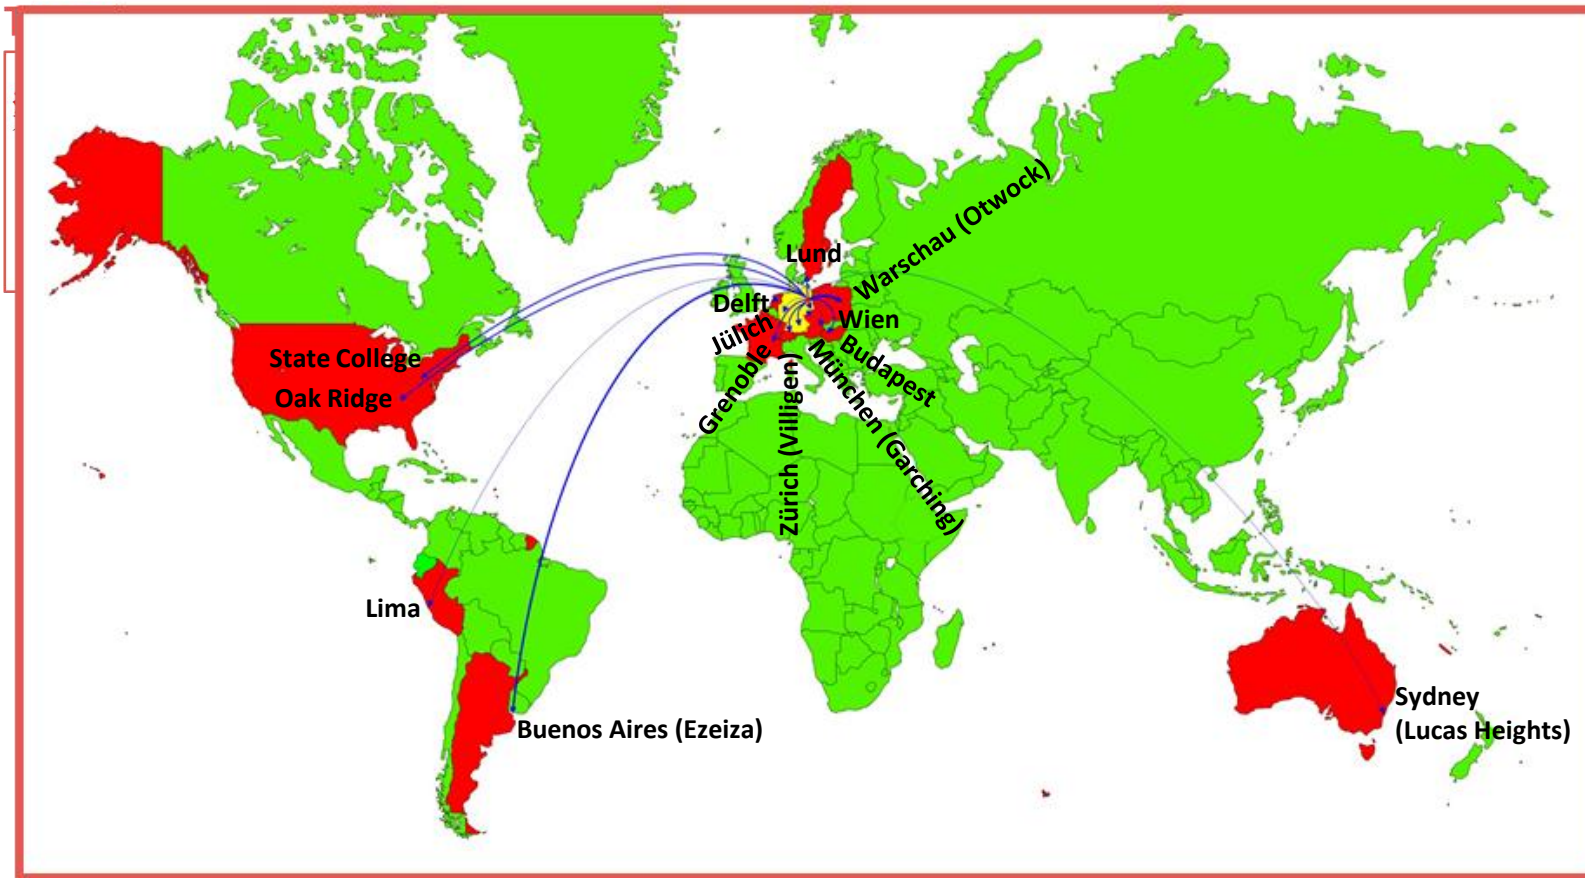 Warschau (Otwock)
Lund
Delft
Wien
Jülich
State College
Budapest
Grenoble
Oak Ridge
Zürich (Villigen)
München (Garching)
Lima
Buenos Aires (Ezeiza)
Sydney
(Lucas Heights)